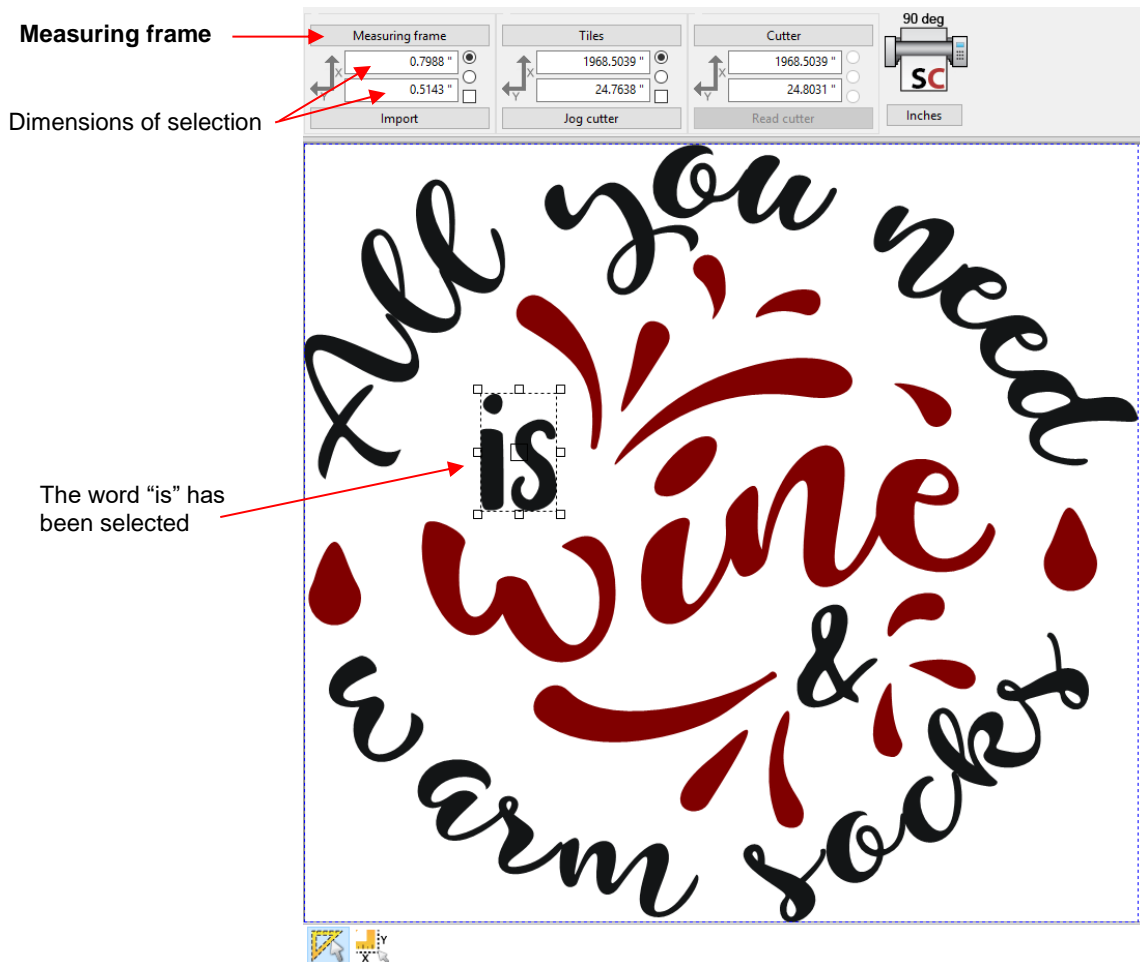 90 deg
Measuring frame
Measuring frame
Tiles
Cutter
X
0.7988 "
X
1968.5039 "
X
1968.5039 "
SC
Y
0.5143 "
Y
24.7638 "
Y
24.8031 "
Dimensions of selection
Import
Jog cutter
Read cutter
Inches
All you need
is
The word “is” has
been selected
wine
&
warm socks
Y
X